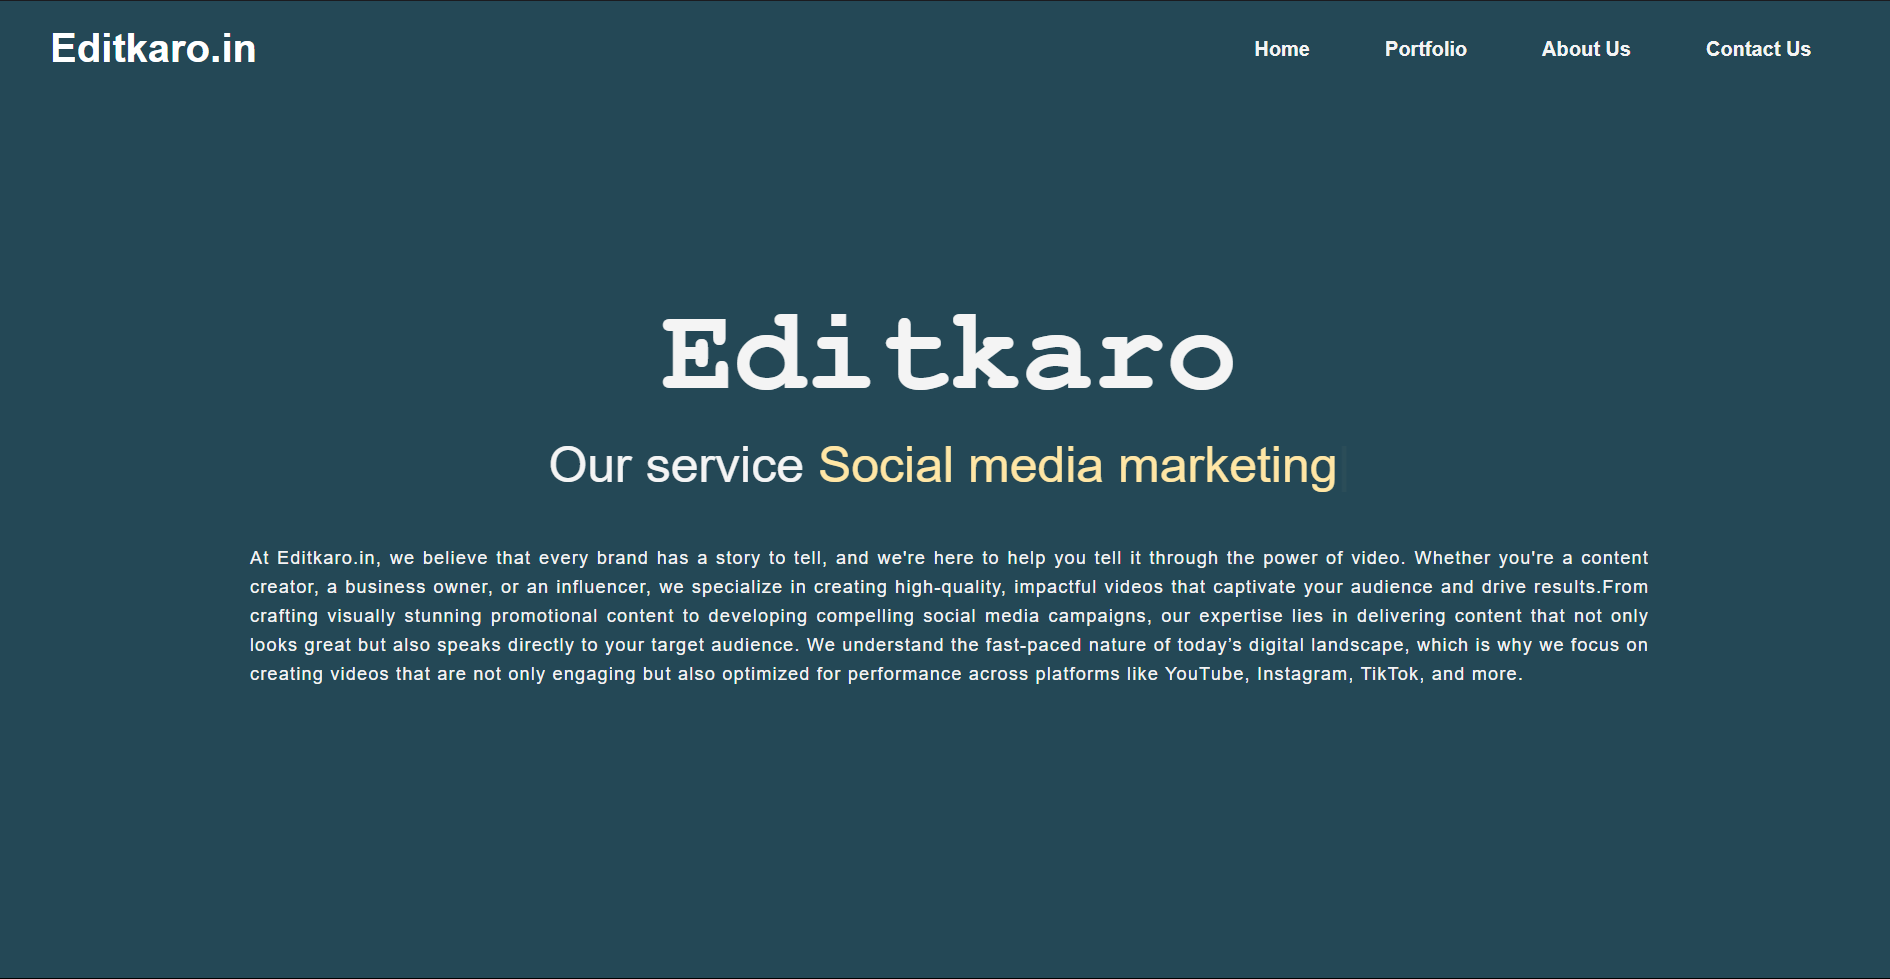 Editkaro.in
Home Portfolio About Us Contact Us
Editkaro
Our service Social media marketing
At Editkaro.in, we believe that every brand has a story to tell, and we're here to help you tell it through the power of video. Whether you're a content
creator, a business owner, or an influencer, we specialize in creating high-quality, impactful videos that captivate your audience and drive results.From
crafting visually stunning promotional content to developing compelling social media campaigns, our expertise lies in delivering content that not only
looks great but also speaks directly to your target audience. We understand the fast-paced nature of today’s digital landscape, which is why we focus on
creating videos that are not only engaging but also optimized for performance across platforms like YouTube, Instagram, TikTok, and more.